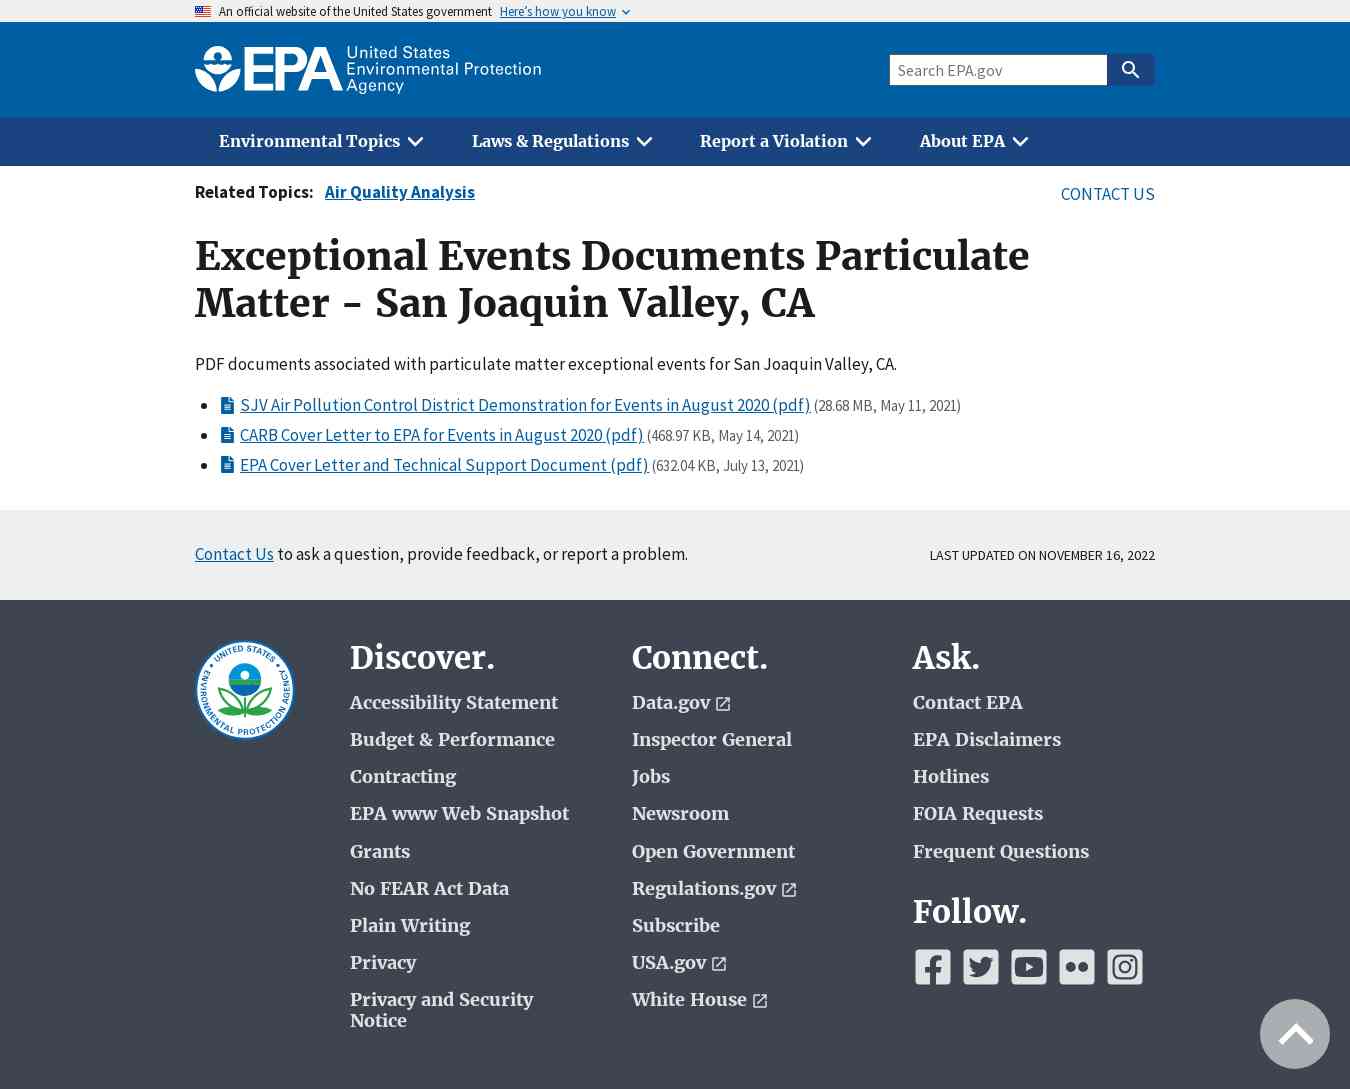 An official website of the United States government Here's how you know
EPA United States
Environmental Protection
Agency
Search EPA.gov
Environmental Topics Laws & Regulations Report a Violation About EPA
Related Topics: Air Quality Analysis CONTACT US
Exceptional Events Documents Particulate
Matter - San Joaquin Valley, CA
PDF documents associated with particulate matter exceptional events for San Joaquin Valley, CA.
SJV Air Pollution Control District Demonstration for Events in August 2020 (pdf) (28.68 MB, May 11, 2021)
CARB Cover Letter to EPA for Events in August 2020 (pdf) (468.97 KB, May 14, 2021)
EPA Cover Letter and Technical Support Document (pdf) (632.04 KB, July 13, 2021)
Contact Us to ask a question, provide feedback, or report a problem. LAST UPDATED ON NOVEMBER 16, 2022
UNITED STATES
ENVIRONMENTAL PROTECTION AGENCY
Discover.
Accessibility Statement
Budget & Performance
Contracting
EPA www Web Snapshot
Grants
No FEAR Act Data
Plain Writing
Privacy
Privacy and Security
Notice
Connect.
Data.gov
Inspector General
Jobs
Newsroom
Open Government
Regulations.gov
Subscribe
USA.gov
White House
Ask.
Contact EPA
EPA Disclaimers
Hotlines
FOIA Requests
Frequent Questions
Follow.